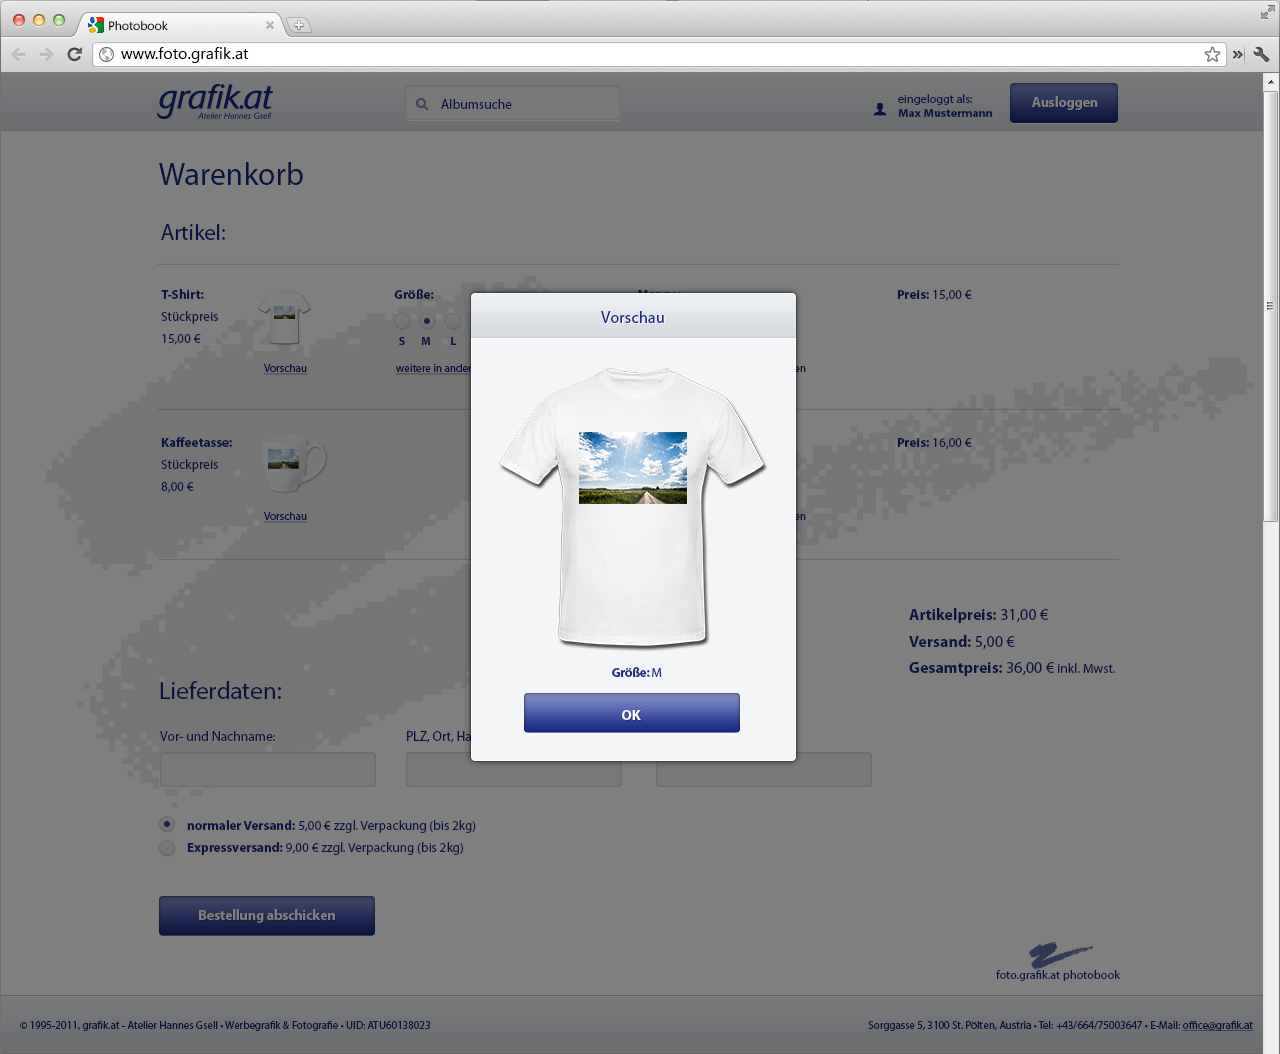 Photobook
www.foto.grafik.at
grafik.at
Atelier Hannes Gsell
Albumsuche
eingeloggt als:
Max Mustermann
Ausloggen
Warenkorb
Artikel:
T-Shirt:
Stückpreis
15,00 €
Vorschau
Größe:
S M L
weitere in
Preis: 15,00 €
Kaffeetasse:
Stückpreis
8,00 €
Vorschau
Preis: 16,00 €
Vorschau
Größe: M
OK
Artikelpreis: 31,00 €
Versand: 5,00 €
Gesamtpreis: 36,00 € inkl. Mwst.
Lieferdaten:
Vor- und Nachname:
PLZ, Ort,
normaler Versand: 5,00 € zzgl. Verpackung (bis 2kg)
Expressversand: 9,00 € zzgl. Verpackung (bis 2kg)
Bestellung abschicken
foto.grafik.at photobook
© 1995-2011, grafik.at - Atelier Hannes Gsell • Werbegrafik & Fotografie • UID: ATU60138023
Sorggasse 5, 3100 St. Pölten, Austria • Tel: +43/664/75003647 • E-Mail: office@grafik.at